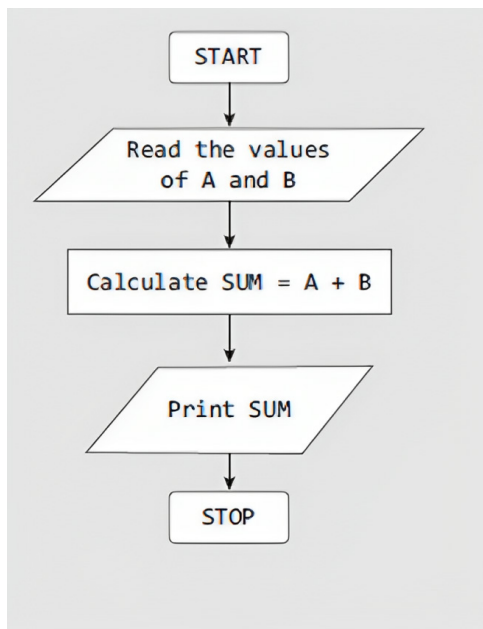 START
Read the values
of A and B
Calculate SUM = A + B
Print SUM
STOP